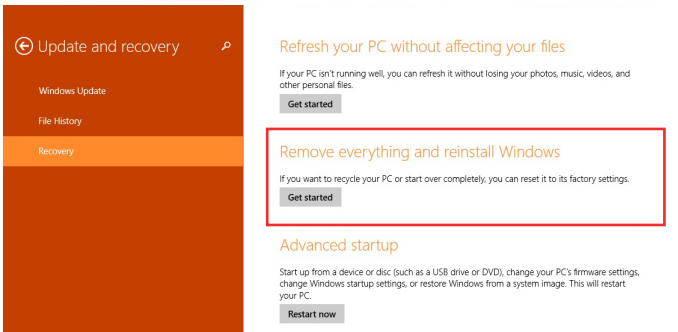 Update and recovery
Windows Update
File History
Recovery
Refresh your PC without affecting your files
If your PC isn't running well, you can refresh it without losing your photos, music, videos, and
other personal files.
Get started
Remove everything and reinstall Windows
If you want to recycle your PC or start over completely, you can reset it to its factory settings.
Get started
Advanced startup
Start up from a device or disc (such as a USB drive or DVD), change your PC's firmware settings,
change Windows startup settings, or restore Windows from a system image. This will restart
your PC.
Restart now